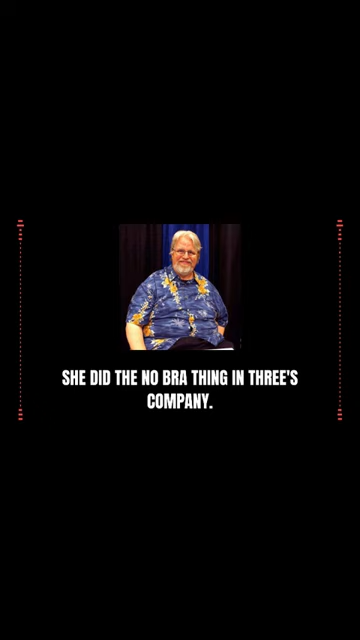 SHE DID THE NO BRA THING IN THREE'S
COMPANY.